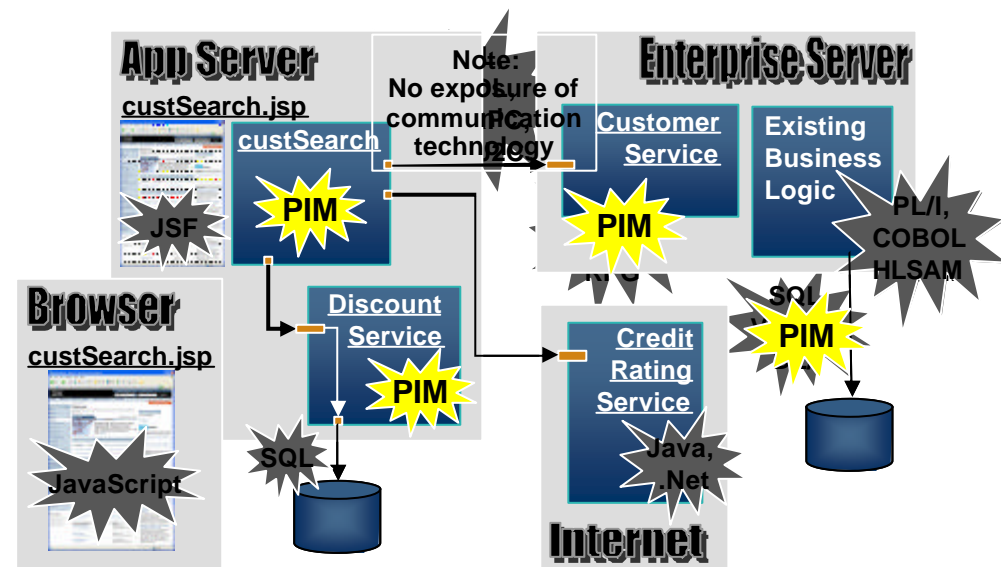 App Server
custSearch.jsp
custSearch
PIM
JSF
Note:
No exposure of
communication
technology
Enterprise Server
Customer
Service
PIM
Existing
Business
Logic
PL/I,
COBOL
HLSAM
Browser
custSearch.jsp
JavaScript
Discount
Service
PIM
SQL
SQL
PIM
Credit
Rating
Service
Java,
.Net
Internet